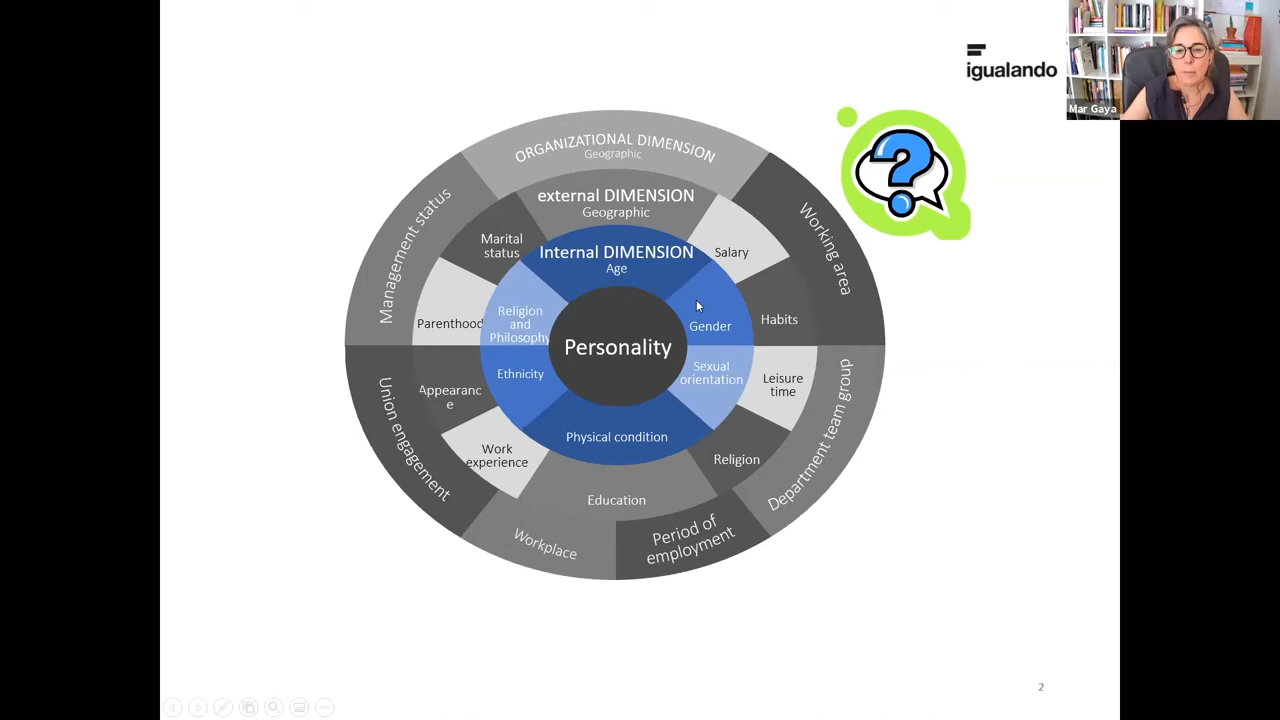 igualando
Mar Gaya
ORGANIZATIONAL DIMENSION
Geographic
external DIMENSION
Geographic
Internal DIMENSION
Age
Management status
Working area
Marital
status
Salary
Religion
and
Philosophy
Parenthood
Gender
Habits
Personality
Ethnicity
Sexual
orientation
Appearanc
e
Leisure
time
Union engagement
Department team group
Physical condition
Work
experience
Religion
Education
Workplace
Period of
employment
2